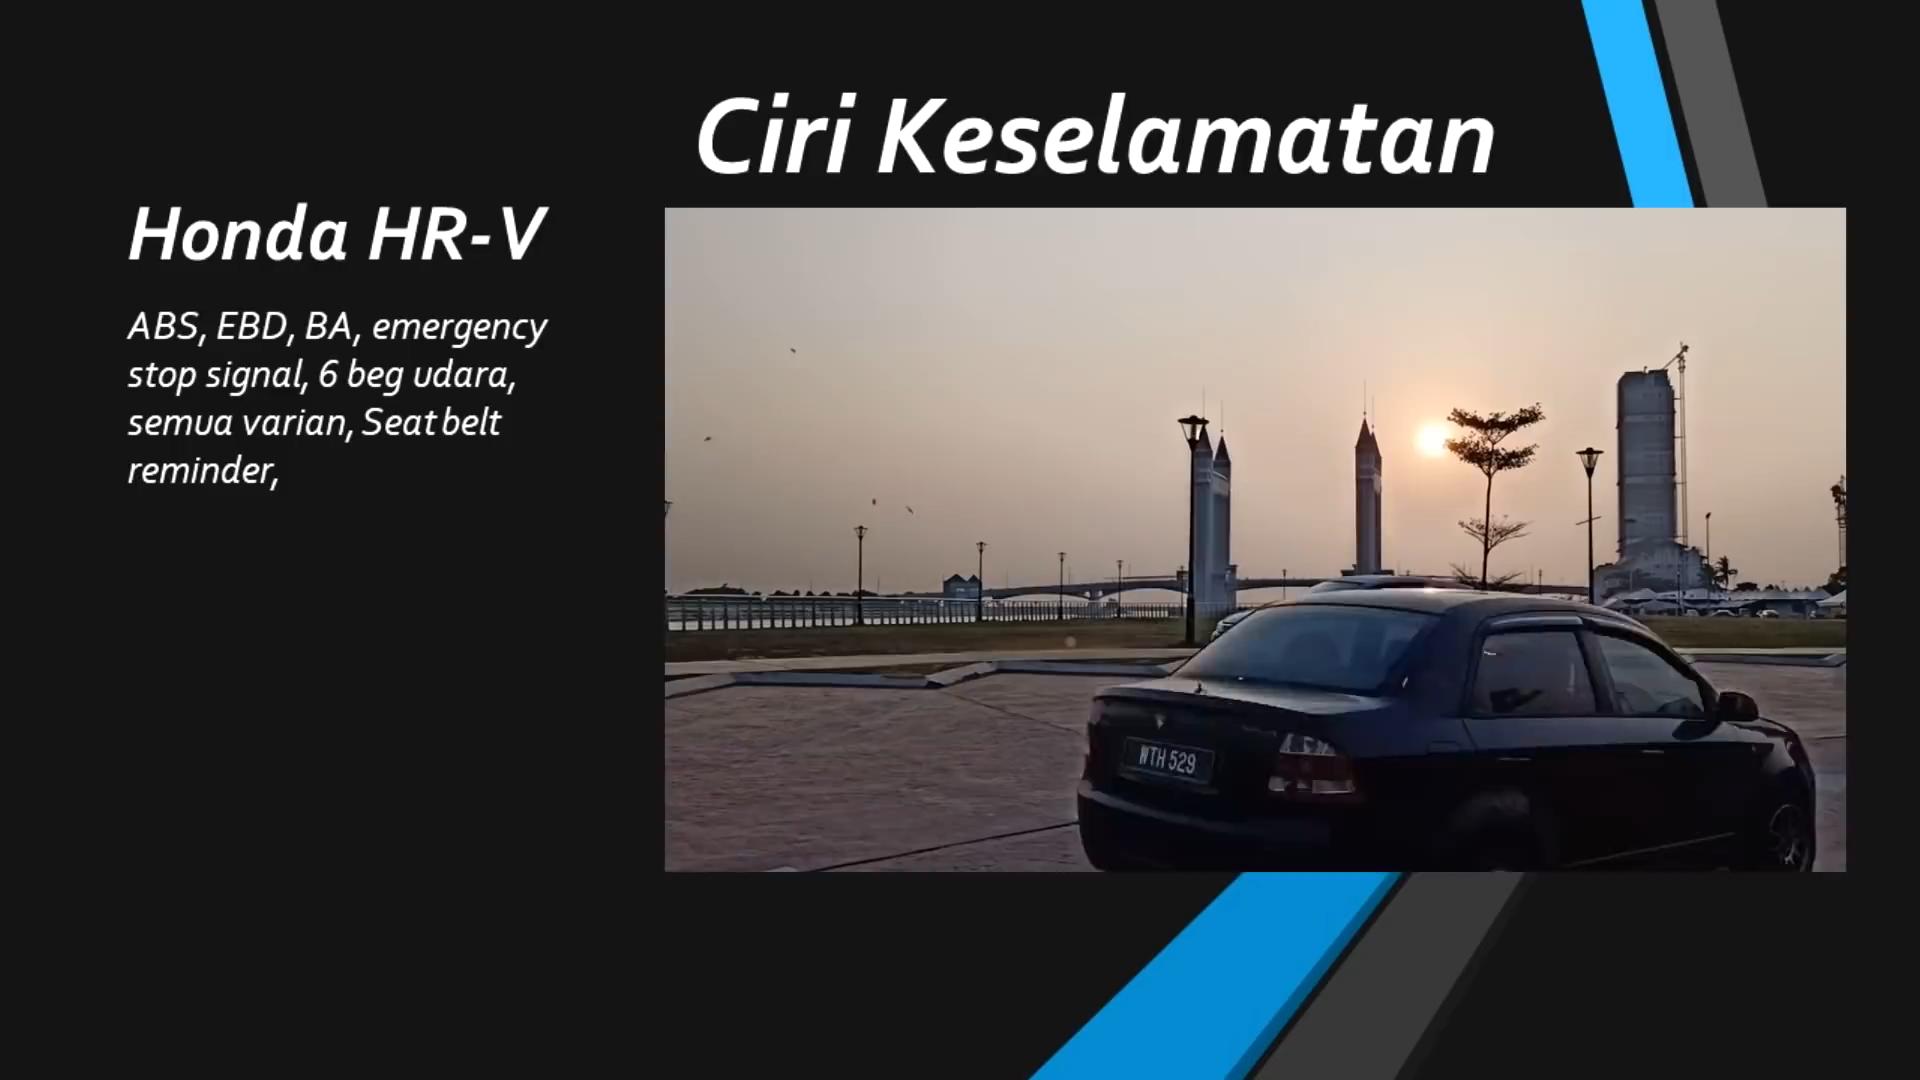 Ciri Keselamatan
Honda HR-V
ABS, EBD, BA, emergency
stop signal, 6 beg udara,
semua varian, Seat belt
reminder,
WTH 529